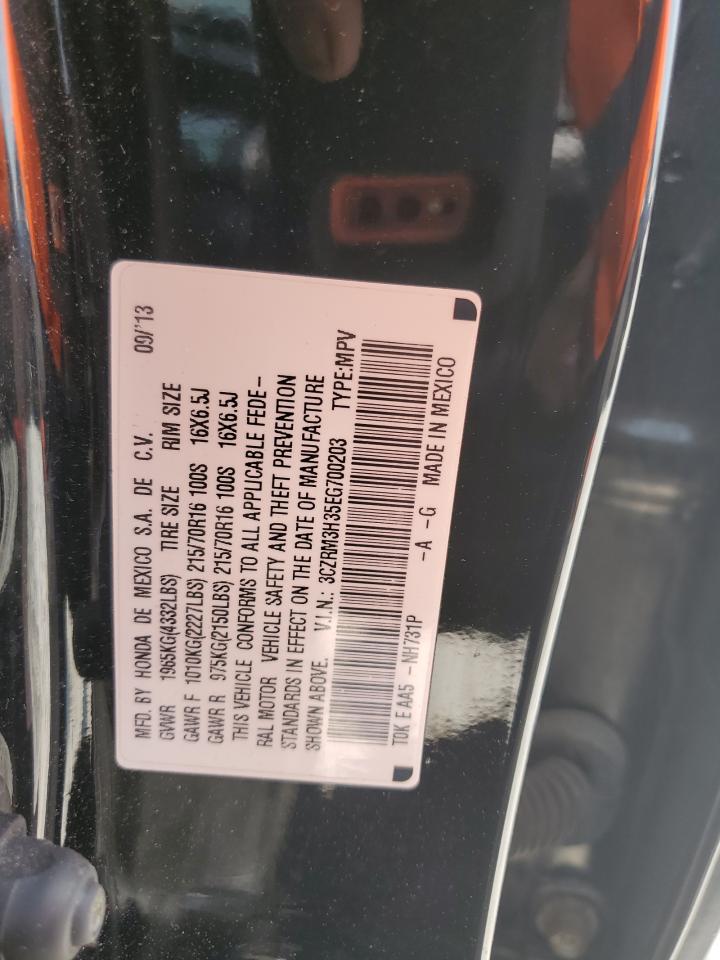 MFD. BY HONDA DE MEXICO S.A. DE C.V. 09/'13
GVWR 1965KG(4332LBS) TIRE SIZE RIM SIZE
GAWR F 1010KG(2227LBS) 215/70R16 100S 16X6.5J
GAWR R 975KG(2150LBS) 215/70R16 100S 16X6.5J
THIS VEHICLE CONFORMS TO ALL APPLICABLE FEDE-
RAL MOTOR VEHICLE SAFETY AND THEFT PREVENTION
STANDARDS IN EFFECT ON THE DATE OF MANUFACTURE
SHOWN ABOVE. V.I.N.: 3CZRM3H35EG700203 TYPE:MPV
T0K E AA5 -NH731P -A -G MADE IN MEXICO